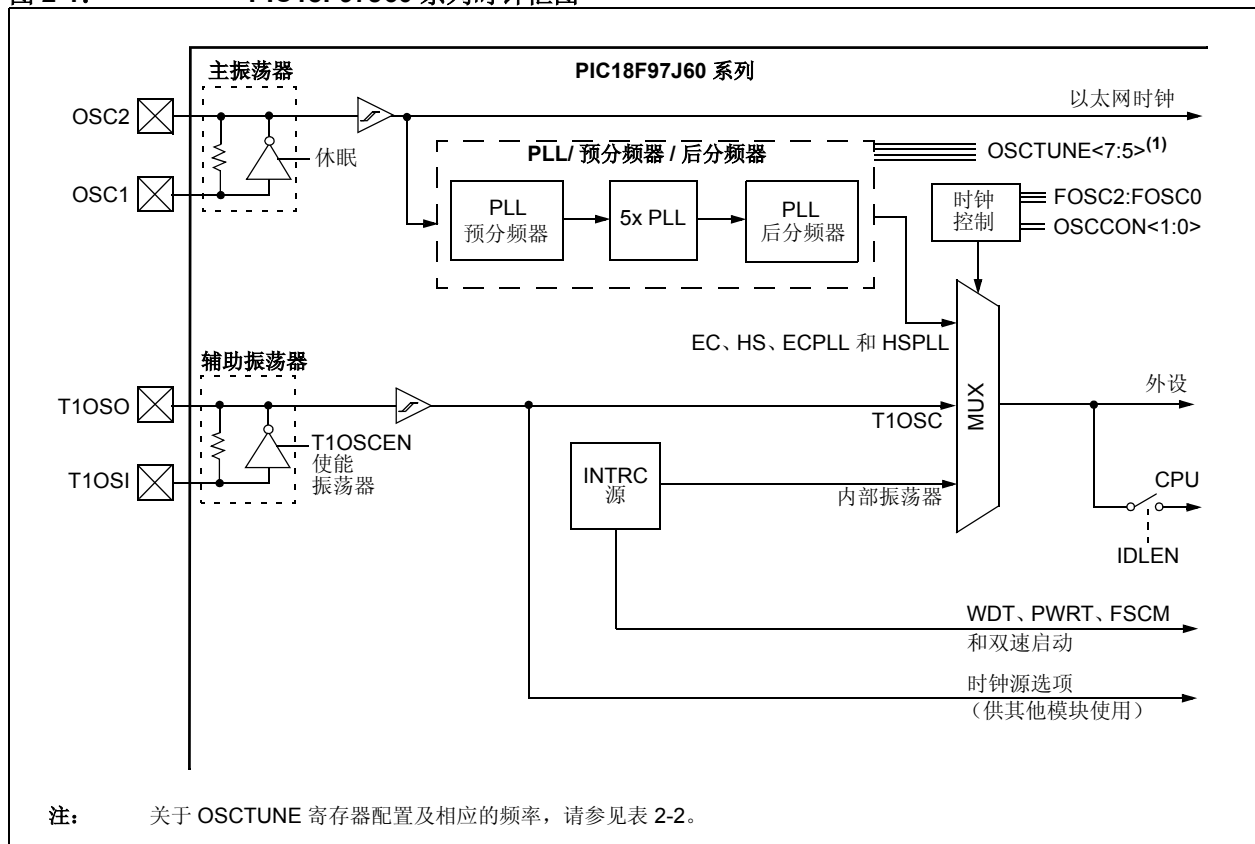 PIC18F97J60 系列
主振荡器
OSC2
以太网时钟
休眠
OSC1
PLL/ 预分频器 / 后分频器
OSCTUNE<7:5>(1)
PLL
预分频器
5x PLL
PLL
后分频器
时钟
控制
FOSC2:FOSC0
OSCCON<1:0>
EC、HS、ECPLL 和 HSPLL
辅助振荡器
T1OSO
T1OSC
MUX
外设
T1OSCEN
使能
振荡器
T1OSI
INTRC
源
内部振荡器
CPU
IDLEN
WDT、PWRT、FSCM
和双速启动
时钟源选项
（供其他模块使用）
注： 关于 OSCTUNE 寄存器配置及相应的频率，请参见表 2-2。